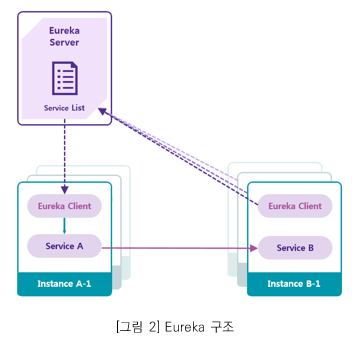 Eureka
Server
Service List
Eureka Client
Service A
Instance A-1
Eureka Client
Service B
Instance B-1
[그림 2] Eureka 구조